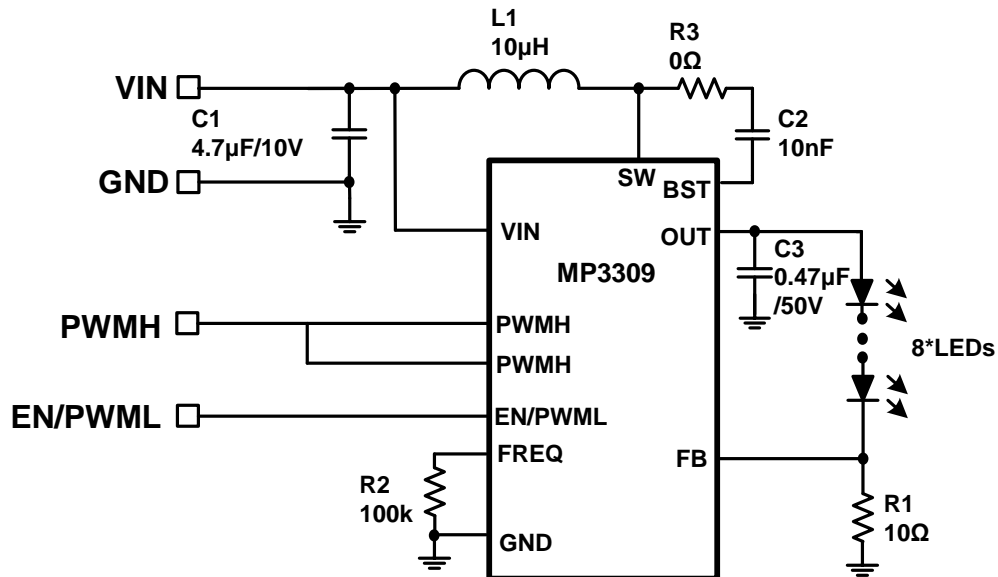 L1
10µH
R3
0Ω
VIN
C1
4.7µF/10V
C2
10nF
GND
SW
BST
VIN
OUT
MP3309
C3
0.47µF
/50V
PWMH
PWMH
8*LEDs
PWMH
EN/PWML
EN/PWML
FREQ
FB
R2
100k
R1
10Ω
GND